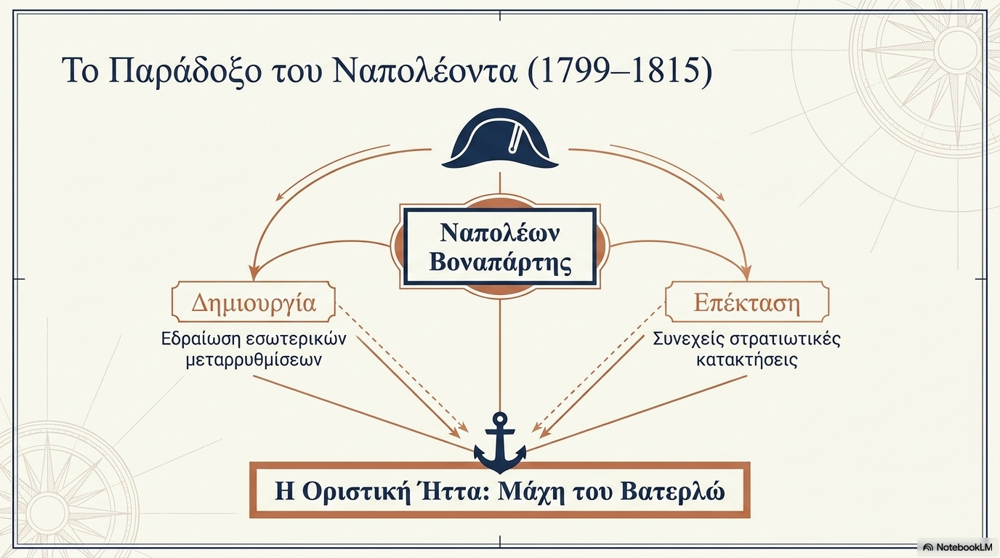 Το Παράδοξο του Ναπολέοντα (1799–1815)
Ναπολέων
Βοναπάρτης
Δημιουργία
Εδραίωση εσωτερικών
μεταρρυθμίσεων
Επέκταση
Συνεχείς στρατιωτικές
κατακτήσεις
Η Οριστική Ήττα: Μάχη του Βατερλώ
NotebookLM